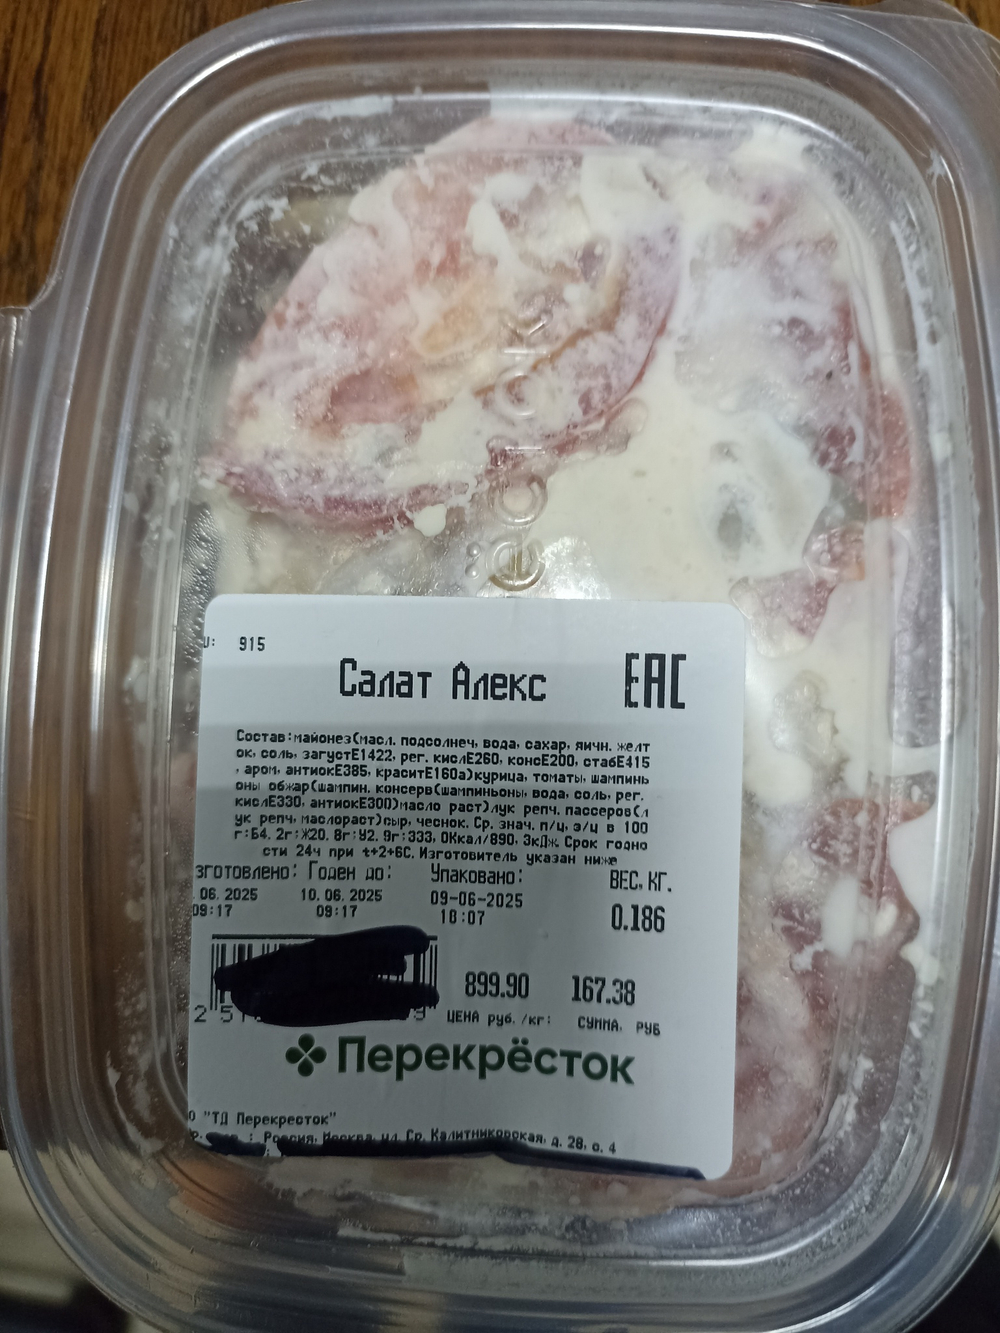 915
Салат Алекс
ЕАС
Состав:майонез(масл. подсолнеч, вода, сахар, яичн. желт
ок, соль, загустЕ1422, рег. кислЕ260, консЕ200, стабЕ415
, аром, антиокЕ385, краситЕ160а)курица, томаты, шампинь
оны обжар(шампин. консерв(шампиньоны, вода, соль, рег.
кислЕ330, антиокЕ300)масло раст)лук репч. пассеров(л
ук репч, маслораст)сыр, чеснок. Ср. знач. п/ц, э/ц в 100
г:Б4. 2г:Ж20. 8г:У2. 9г:333, 0Ккал/890, 3кДж. Срок годно
сти 24ч при t+2+6С. Изготовитель указан ниже
зготовлено: Годен до: Упаковано: ВЕС, КГ.
06.2025 10.06.2025 09-06-2025 0.186
09:17 09:17
899.90 167.38
ЦЕНА руб./кг: СУММА, РУБ
Перекрёсток
О "ТД Перекресток"
Россия, Москва, ул. Ср. Калитниковская, д. 28, с. 4